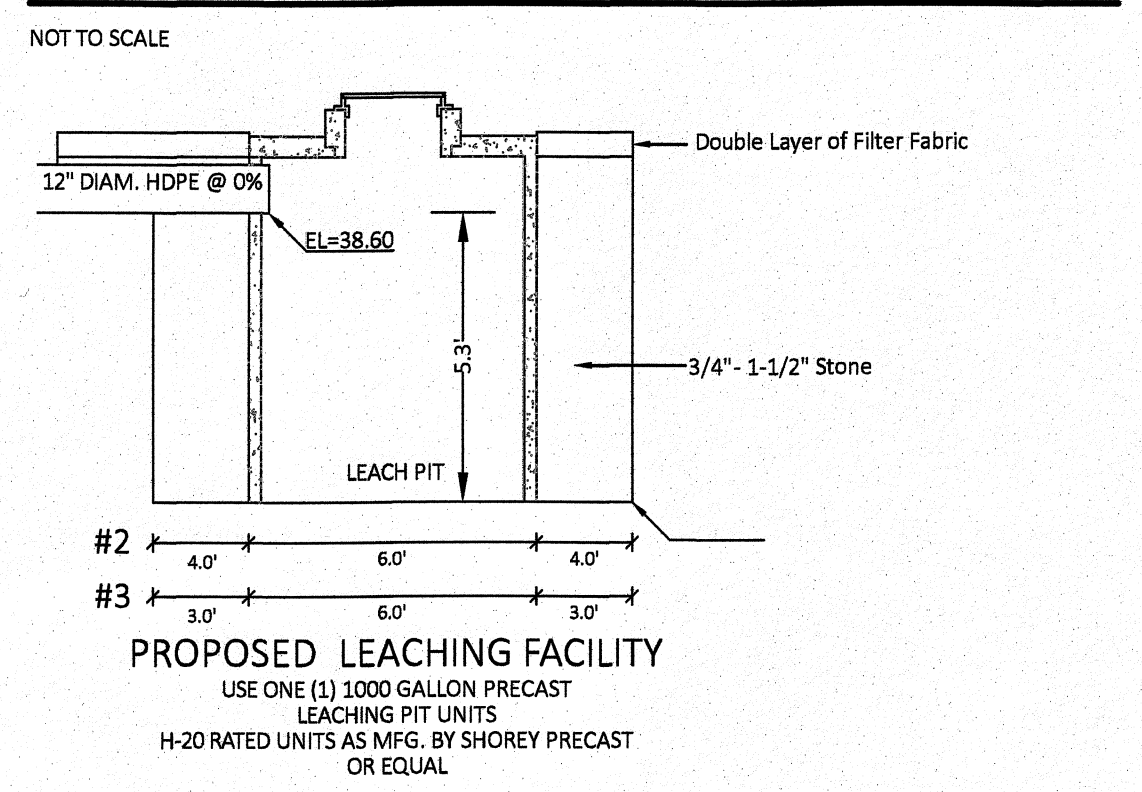 NOT TO SCALE
Double Layer of Filter Fabric
12" DIAM. HDPE @ 0%
EL=38.60
5.3'
3/4"- 1-1/2" Stone
LEACH PIT
#2
4.0'
6.0'
4.0'
#3
3.0'
6.0'
3.0'
PROPOSED LEACHING FACILITY
USE ONE (1) 1000 GALLON PRECAST
LEACHING PIT UNITS
H-20 RATED UNITS AS MFG. BY SHOREY PRECAST
OR EQUAL